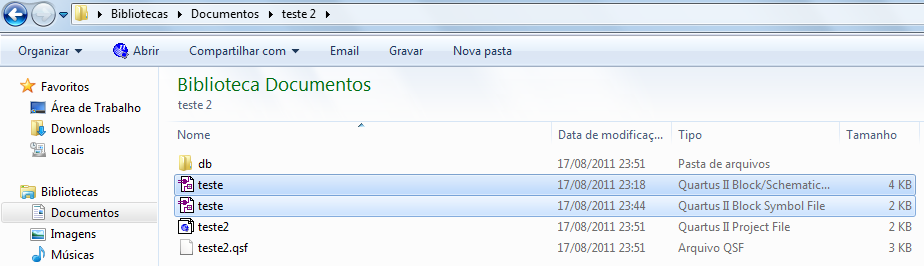 Bibliotecas Documentos teste 2
Organizar Abrir Compartilhar com Email Gravar Nova pasta
Favoritos
Área de Trabalho
Downloads
Locais
Bibliotecas
Documentos
Imagens
Músicas
Biblioteca Documentos
teste 2
Nome Data de modificaç... Tipo Tamanho
db 17/08/2011 23:51 Pasta de arquivos
teste 17/08/2011 23:18 Quartus II Block/Schematic... 4 KB
teste 17/08/2011 23:44 Quartus II Block Symbol File 2 KB
teste2 17/08/2011 23:51 Quartus II Project File 2 KB
teste2.qsf 17/08/2011 23:51 Arquivo QSF 3 KB